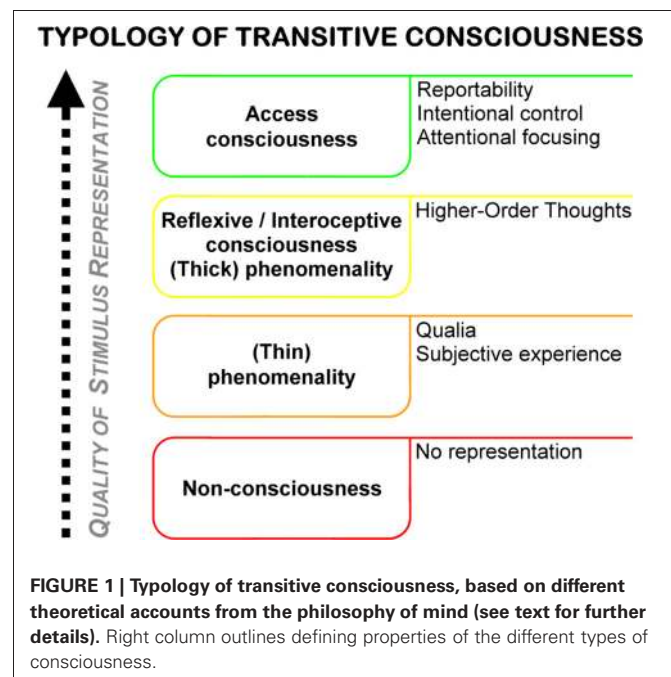 TYPOLOGY OF TRANSITIVE CONSCIOUSNESS
QUALITY OF STIMULUS REPRESENTATION
Access
consciousness
Reportability
Intentional control
Attentional focusing
Reflexive / Interoceptive
consciousness
(Thick) phenomenality
Higher-Order Thoughts
(Thin)
phenomenality
Qualia
Subjective experience
Non-consciousness
No representation
FIGURE 1 | Typology of transitive consciousness, based on different
theoretical accounts from the philosophy of mind (see text for further
details). Right column outlines defining properties of the different types of
consciousness.